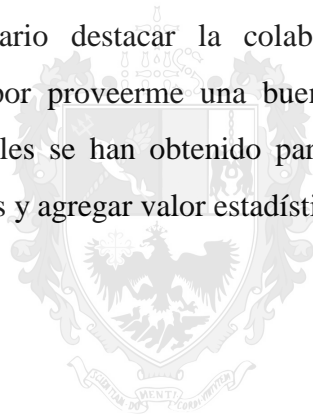 ario destacar la colab
por proveerme una buen
les se han obtenido par
s y agregar valor estadísti